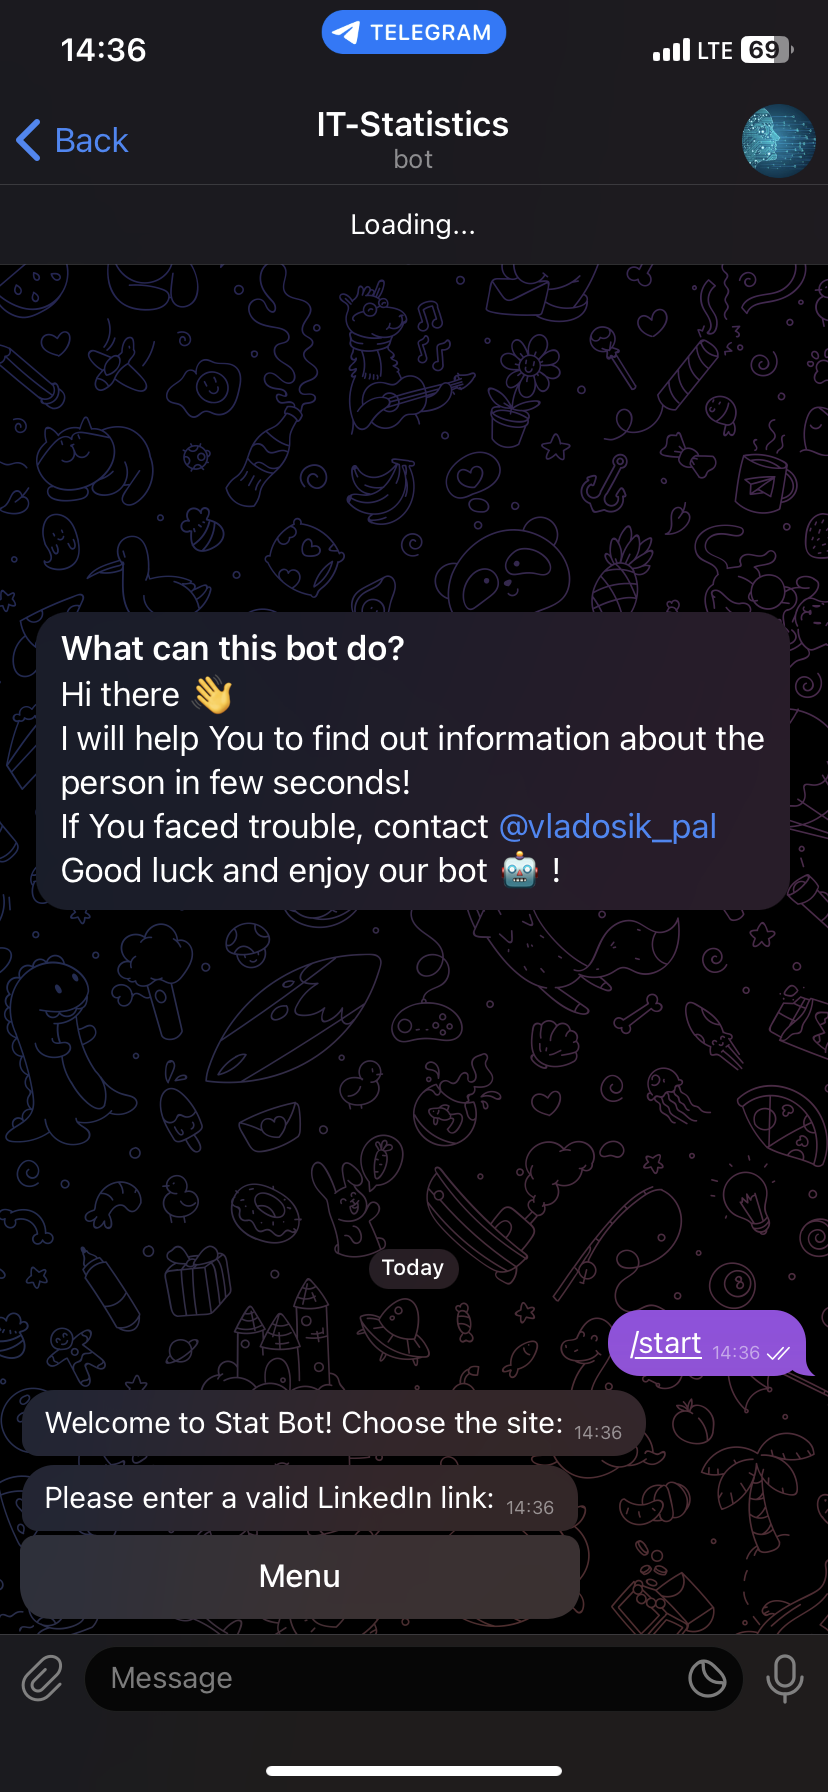 14:36
TELEGRAM
LTE
69
Back
IT-Statistics
bot
Loading...
What can this bot do?
Hi there 👋
I will help You to find out information about the
person in few seconds!
If You faced trouble, contact @vladosik_pal
Good luck and enjoy our bot 🤖 !
Today
/start 14:36
Welcome to Stat Bot! Choose the site: 14:36
Please enter a valid LinkedIn link: 14:36
Menu
Message